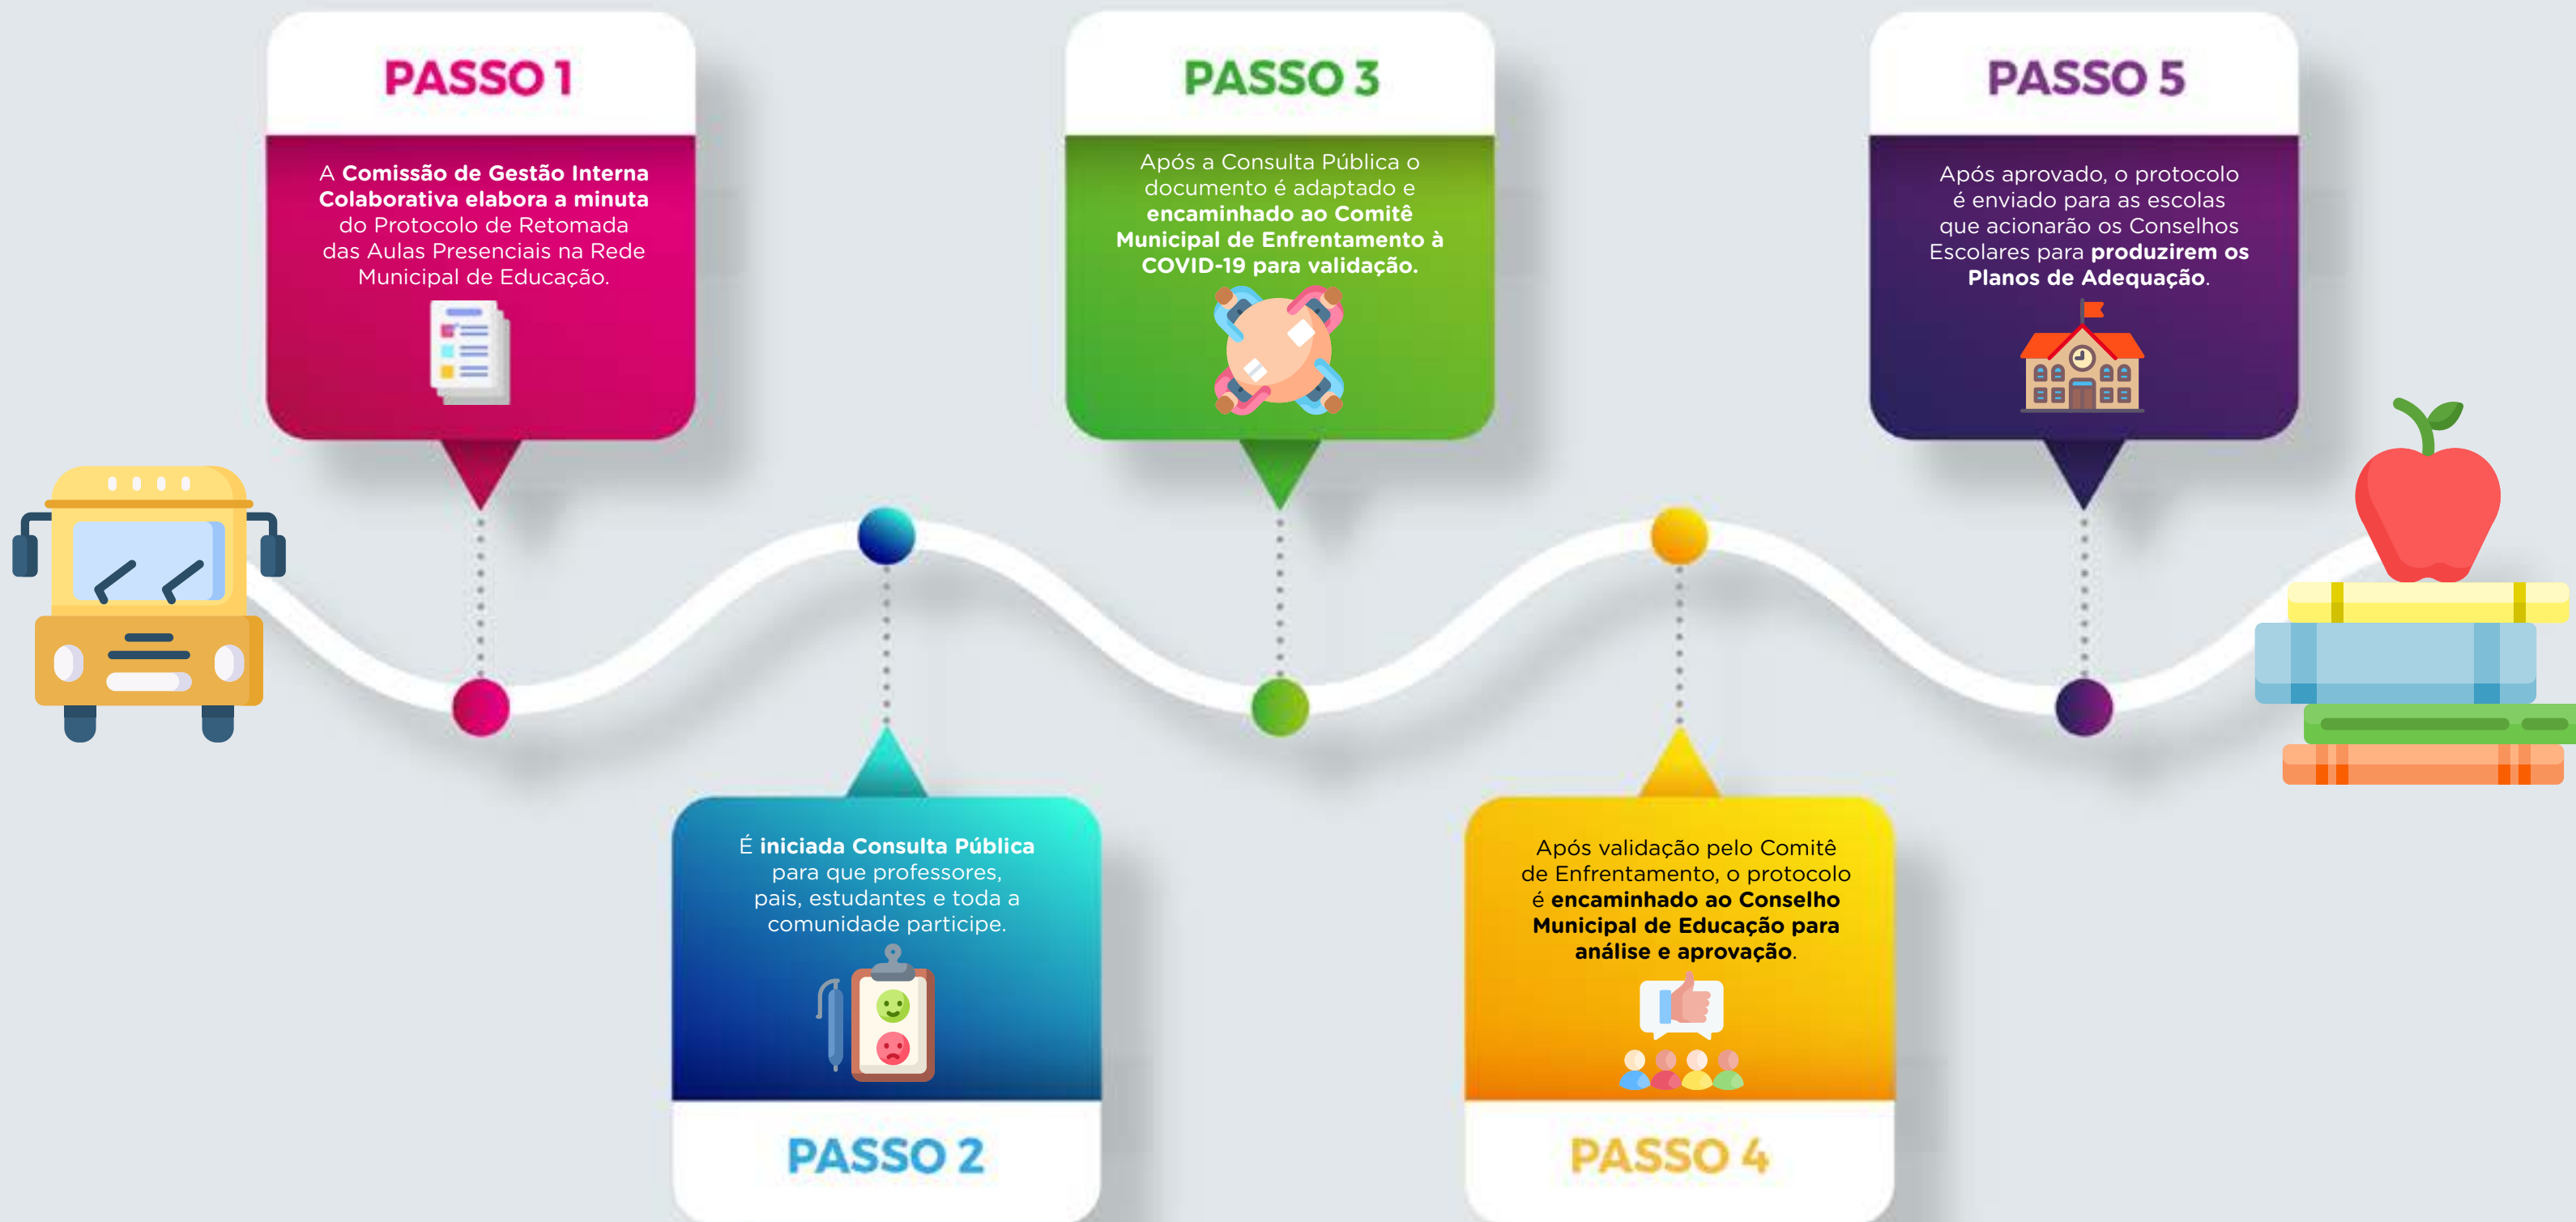 PASSO 1
A Comissão de Gestão Interna
Colaborativa elabora a minuta
do Protocolo de Retomada
das Aulas Presenciais na Rede
Municipal de Educação.
É iniciada Consulta Pública
para que professores,
pais, estudantes e toda a
comunidade participe.
PASSO 2
PASSO 3
Após a Consulta Pública o
documento é adaptado e
encaminhado ao Comitê
Municipal de Enfrentamento à
COVID-19 para validação.
Após validação pelo Comitê
de Enfrentamento, o protocolo
é encaminhado ao Conselho
Municipal de Educação para
análise e aprovação.
PASSO 4
PASSO 5
Após aprovado, o protocolo
é enviado para as escolas
que acionarão os Conselhos
Escolares para produzirem os
Planos de Adequação.